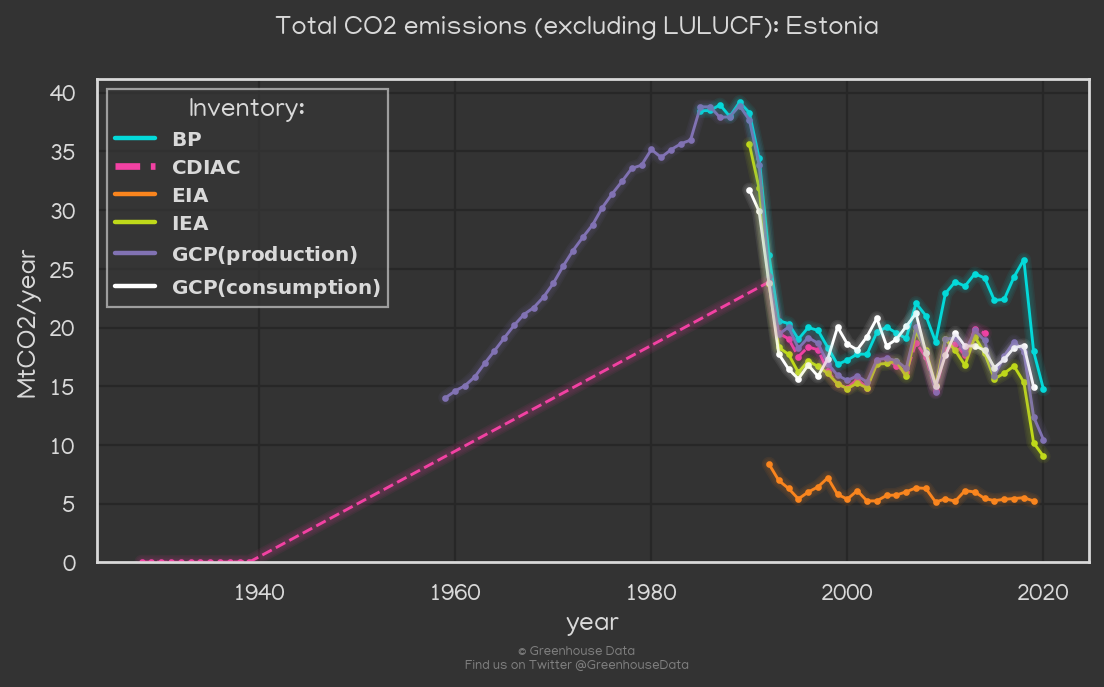 Total CO2 emissions (excluding LULUCF): Estonia
MtCO2/year
40
35
30
25
20
15
10
5
0
Inventory:
BP
CDIAC
EIA
IEA
GCP(production)
GCP(consumption)
1940
1960
1980
2000
2020
year
© Greenhouse Data
Find us on Twitter @GreenhouseData